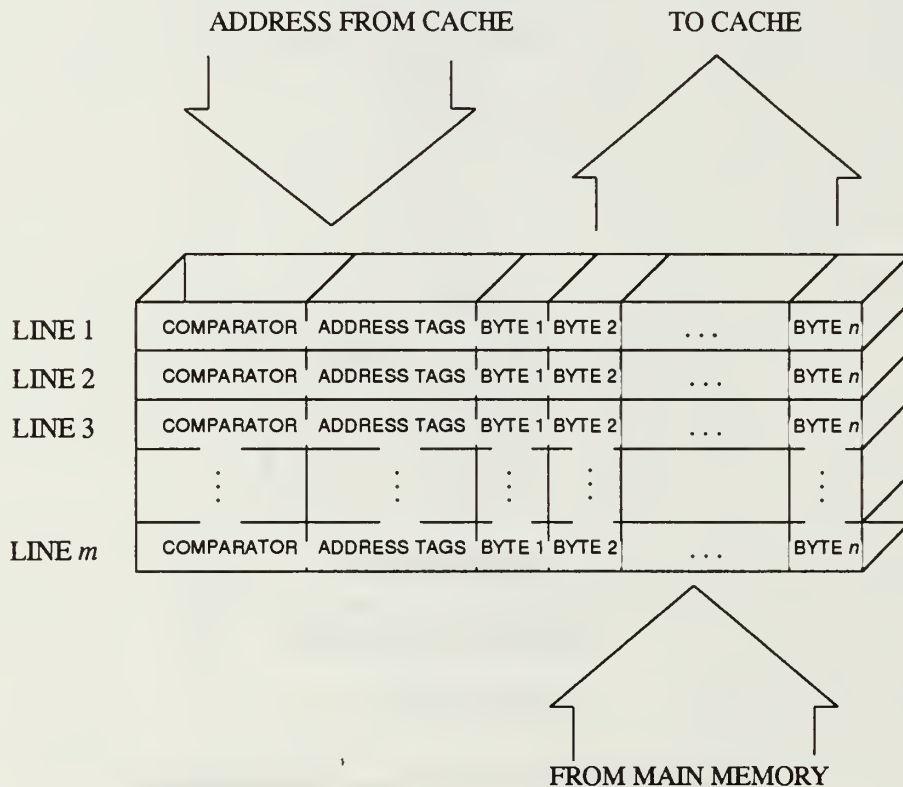 ADDRESS FROM CACHE TO CACHE
LINE 1 COMPARATOR ADDRESS TAGS BYTE 1 BYTE 2 ... BYTE n
LINE 2 COMPARATOR ADDRESS TAGS BYTE 1 BYTE 2 ... BYTE n
LINE 3 COMPARATOR ADDRESS TAGS BYTE 1 BYTE 2 ... BYTE n
LINE m COMPARATOR ADDRESS TAGS BYTE 1 BYTE 2 ... BYTE n
FROM MAIN MEMORY